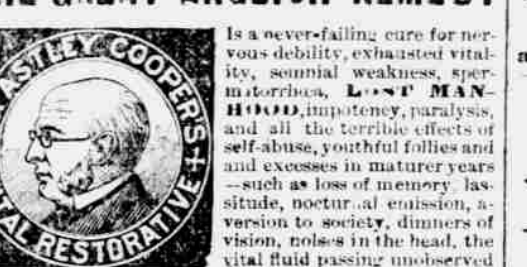 ASTLEY COOPER'S
VITAL RESTORATIVE
Is a never-failing cure for ner-
vous debility, exhausted vital-
ity, seminal weakness, sper-
matorrhœa, LOST MAN-
HOOD, impotency, paralysis,
and all the terrible effects of
self-abuse, youthful follies and
and excesses in maturer years
—such as loss of memory, las-
situde, nocturnal emission, a-
version to society, dimners of
vision, noises in the head, the
vital fluid passing unobserved